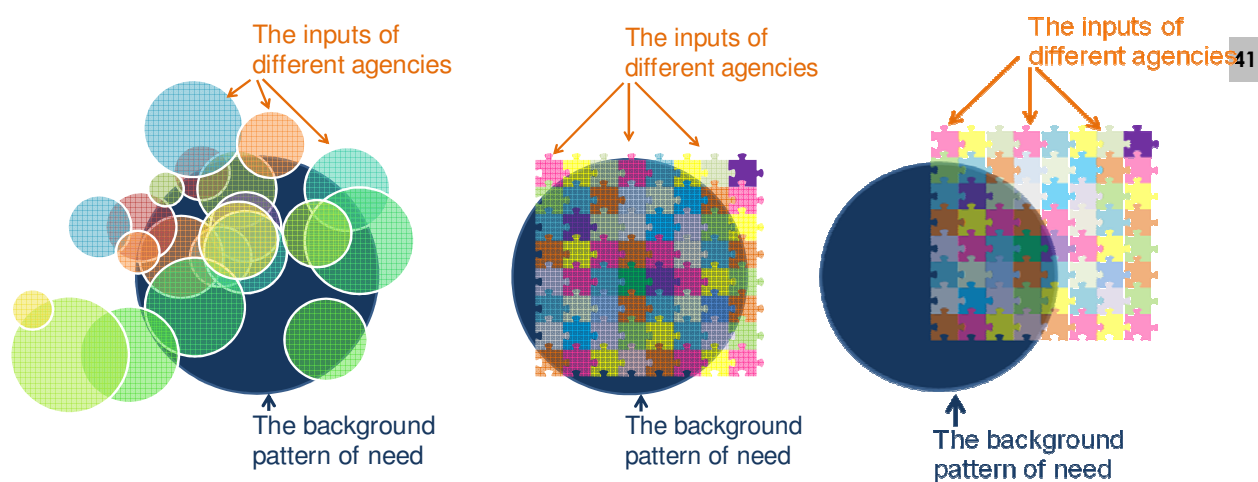 The inputs of
different agencies
The background
pattern of need
The inputs of
different agencies
The background
pattern of need
The inputs of
different agencies
41
The background
pattern of need